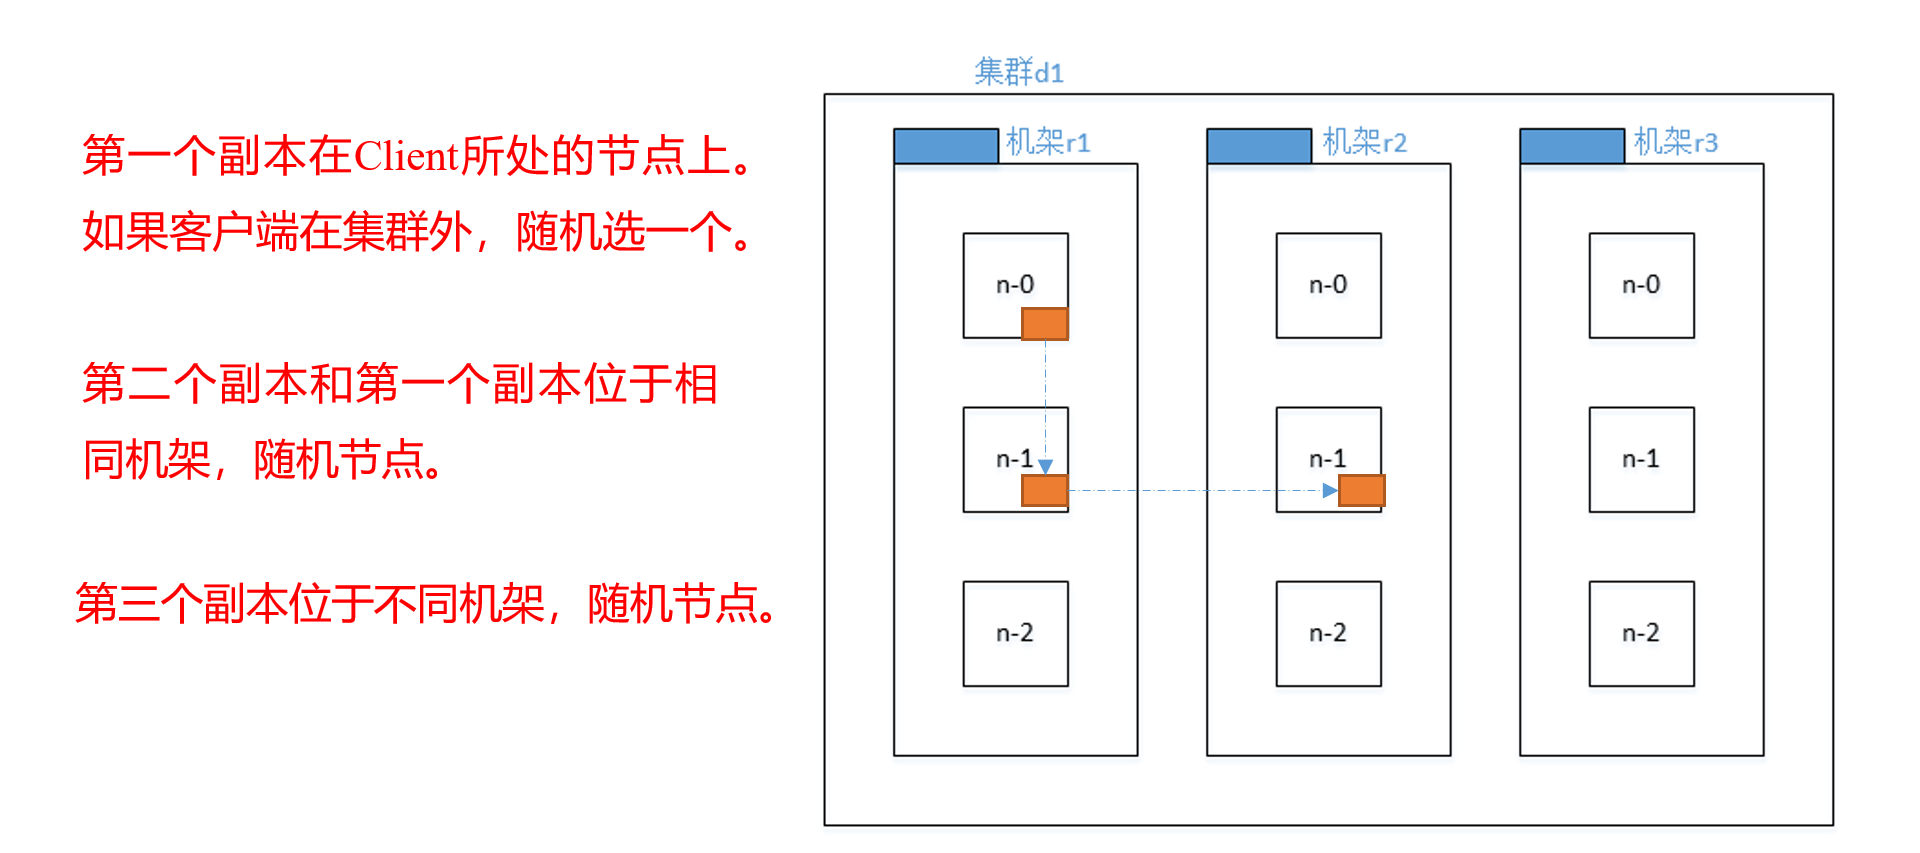 第一个副本在Client所处的节点上。
如果客户端在集群外，随机选一个。
第二个副本和第一个副本位于相
同机架，随机节点。
第三个副本位于不同机架，随机节点。
集群d1
机架r1
机架r2
机架r3
n-0
n-0
n-0
n-1
n-1
n-1
n-2
n-2
n-2